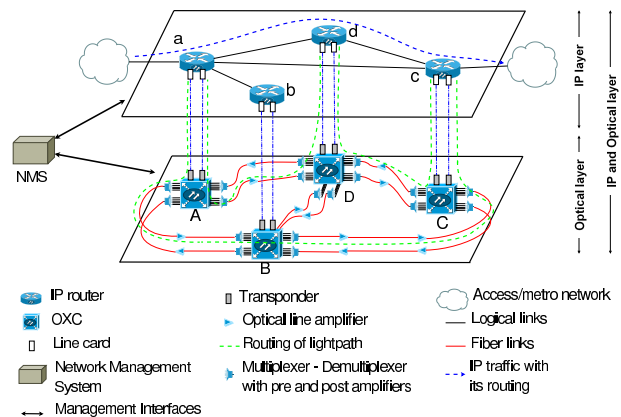 a
d
b
c
NMS
A
D
C
B
IP layer
Optical layer
IP and Optical layer
IP router
OXC
Line card
Network Management
System
Management Interfaces
Transponder
Optical line amplifier
Routing of lightpath
Multiplexer - Demultiplexer
with pre and post amplifiers
Access/metro network
Logical links
Fiber links
IP traffic with
its routing